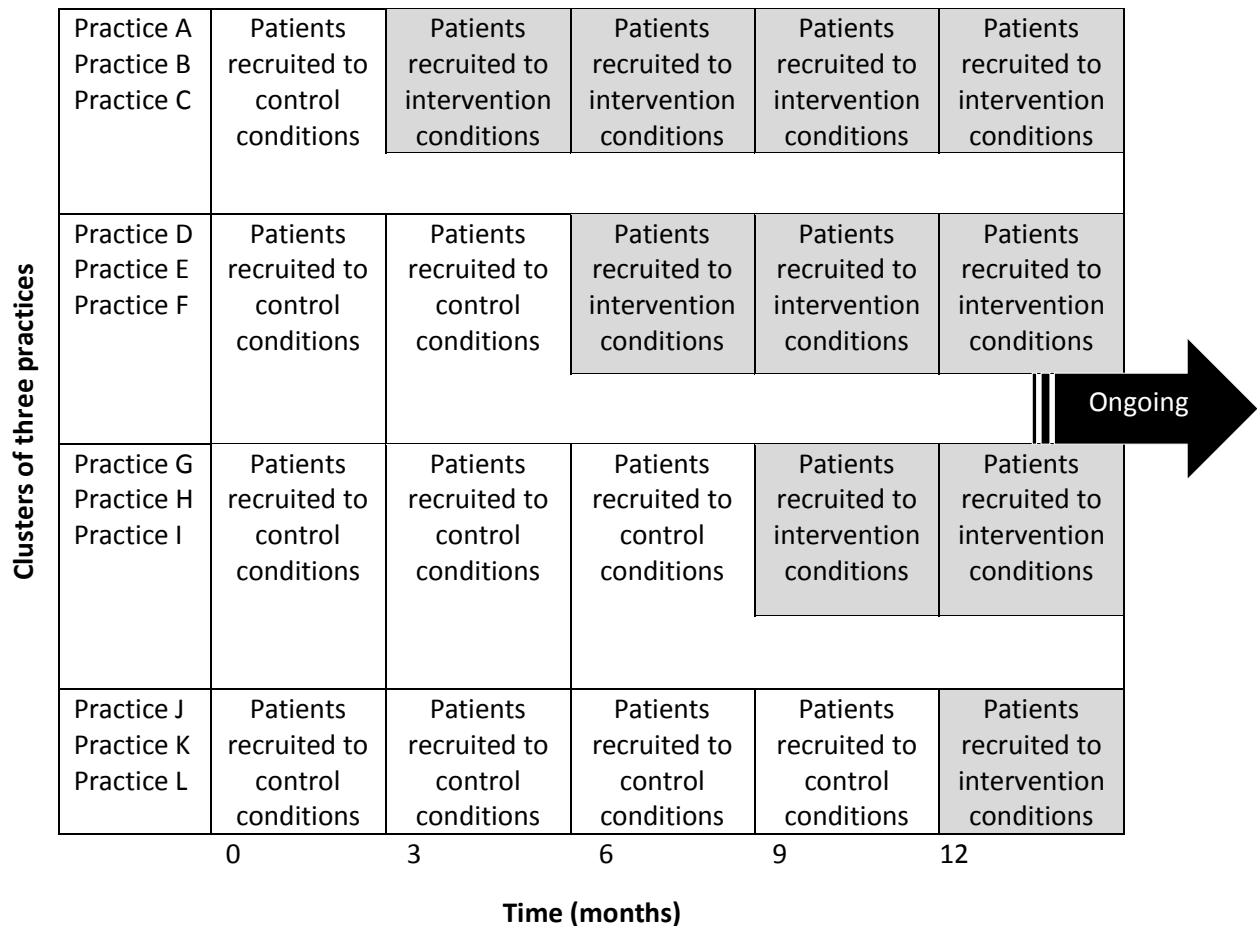 Clusters of three practices
Practice A
Practice B
Practice C
Patients
recruited to
control
conditions
Patients
recruited to
intervention
conditions
Patients
recruited to
intervention
conditions
Patients
recruited to
intervention
conditions
Patients
recruited to
intervention
conditions
Practice D
Practice E
Practice F
Patients
recruited to
control
conditions
Patients
recruited to
control
conditions
Patients
recruited to
intervention
conditions
Patients
recruited to
intervention
conditions
Patients
recruited to
intervention
conditions
Ongoing
Practice G
Practice H
Practice I
Patients
recruited to
control
conditions
Patients
recruited to
control
conditions
Patients
recruited to
control
conditions
Patients
recruited to
intervention
conditions
Patients
recruited to
intervention
conditions
Practice J
Practice K
Practice L
Patients
recruited to
control
conditions
Patients
recruited to
control
conditions
Patients
recruited to
control
conditions
Patients
recruited to
control
conditions
Patients
recruited to
intervention
conditions
0 3 6 9 12
Time (months)